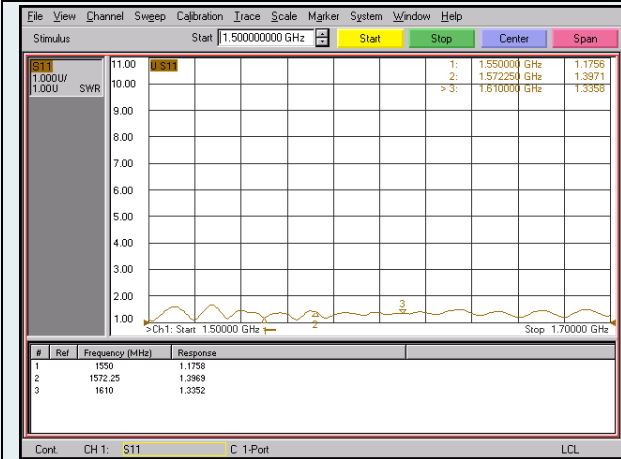 File View Channel Sweep Calibration Trace Scale Marker System Window Help
Stimulus Start 1.500000000 GHz Start Stop Center Span
S11
1.000U/
1.00U SWR
11.00 U S11
10.00
9.00
8.00
7.00
6.00
5.00
4.00
3.00
2.00
1.00
1: 1.550000 GHz 1.1756
2: 1.572250 GHz 1.3971
> 3: 1.610000 GHz 1.3358
3
1
2
>Ch1: Start 1.50000 GHz Stop 1.70000 GHz
# Ref Frequency (MHz) Response
1 1550 1.1758
2 1572.25 1.3969
3 1610 1.3352
Cont. CH 1: S11 C 1-Port LCL